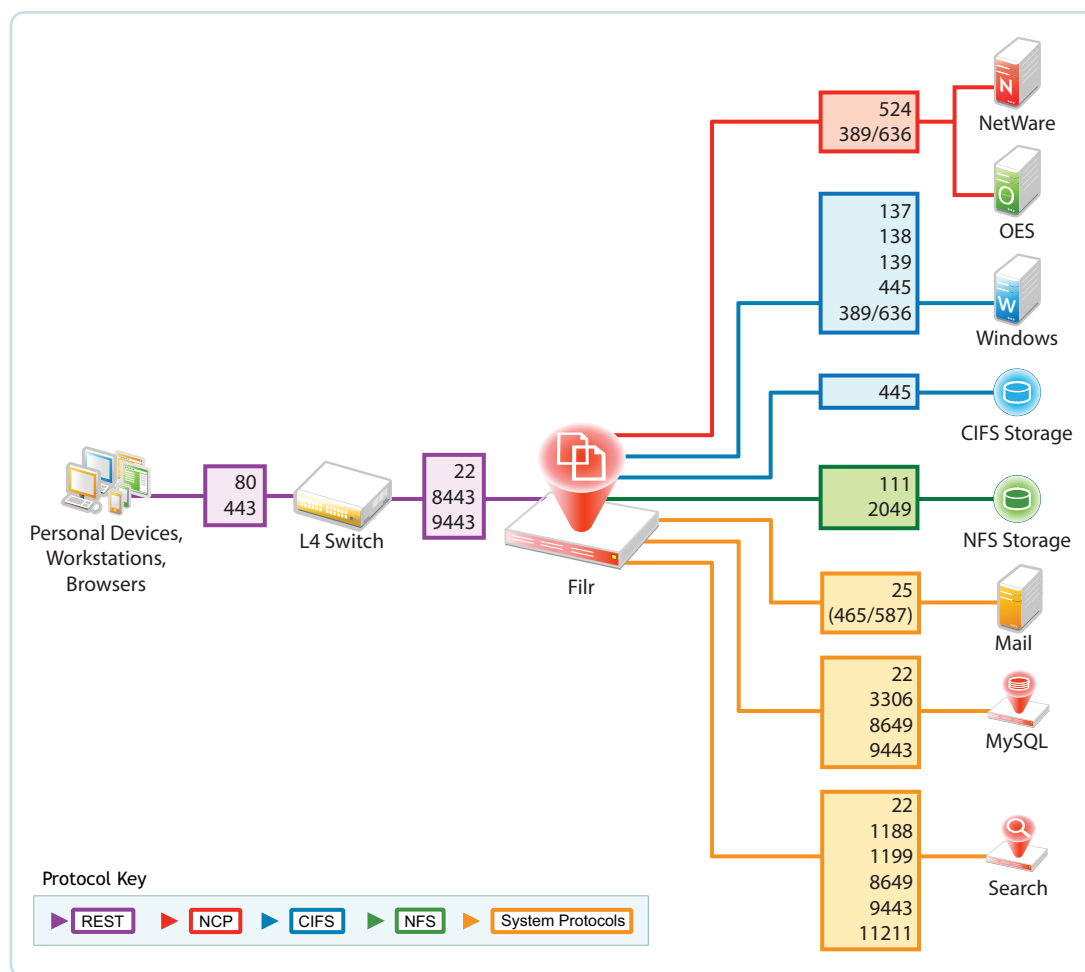 524
389/636
N
NetWare
O
OES
137
138
139
445
389/636
W
Windows
445
CIFS Storage
80
443
Personal Devices,
Workstations,
Browsers
L4 Switch
22
8443
9443
Filr
111
2049
NFS Storage
25
(465/587)
Mail
22
3306
8649
9443
MySQL
22
1188
1199
8649
9443
11211
Search
Protocol Key
REST
NCP
CIFS
NFS
System Protocols